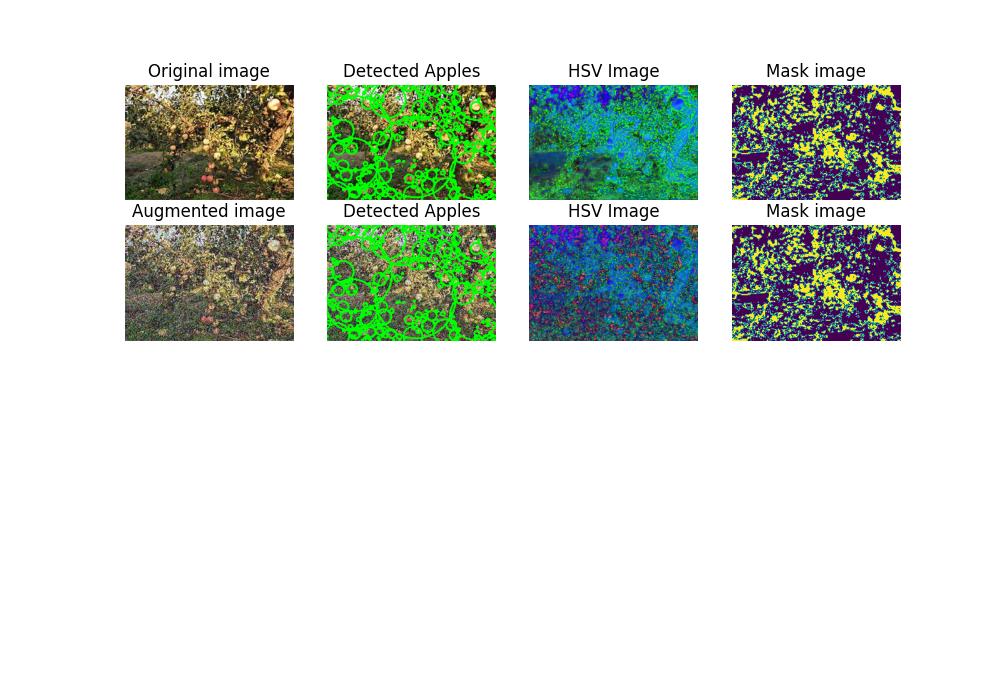 Original image
Detected Apples
HSV Image
Mask image
Augmented image
Detected Apples
HSV Image
Mask image